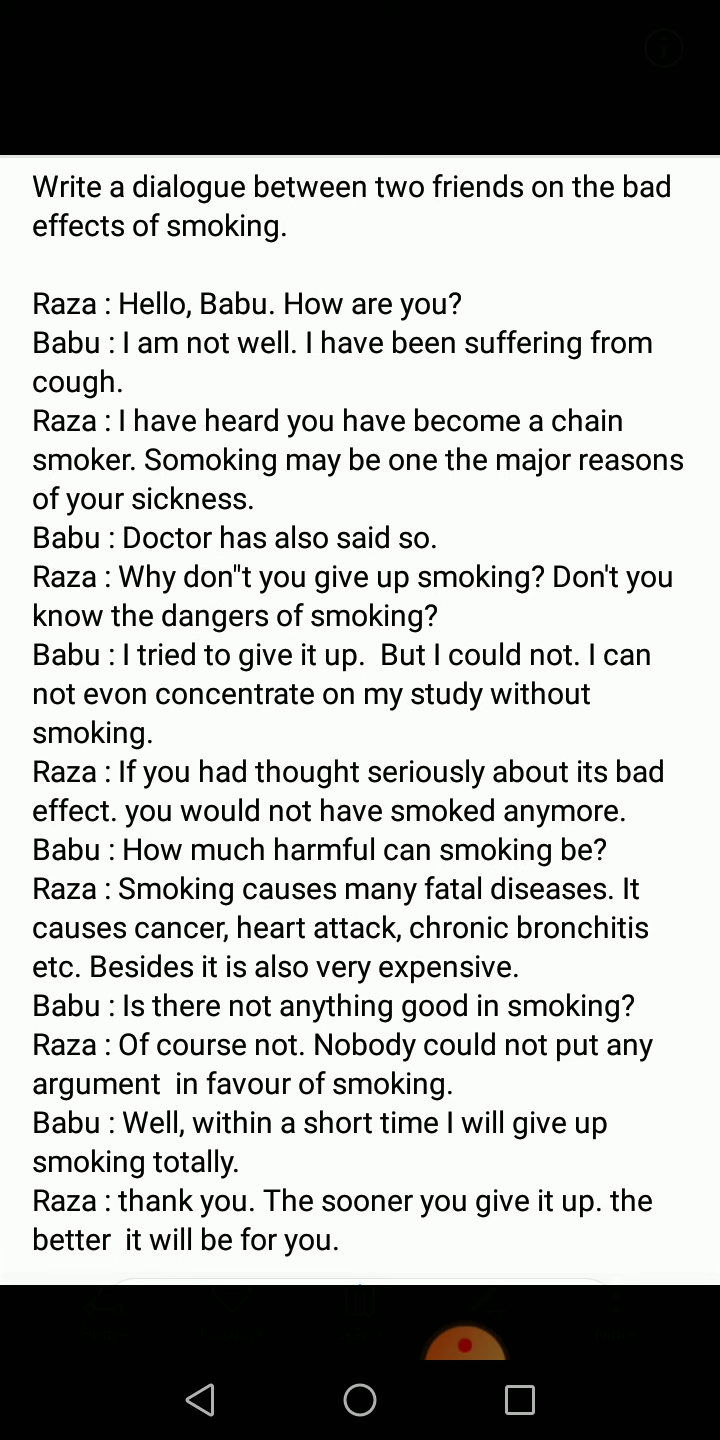 Write a dialogue between two friends on the bad
effects of smoking.
Raza : Hello, Babu. How are you?
Babu : I am not well. I have been suffering from
cough.
Raza : I have heard you have become a chain
smoker. Somoking may be one the major reasons
of your sickness.
Babu : Doctor has also said so.
Raza : Why don"t you give up smoking? Don't you
know the dangers of smoking?
Babu : I tried to give it up.  But I could not. I can
not evon concentrate on my study without
smoking.
Raza : If you had thought seriously about its bad
effect. you would not have smoked anymore.
Babu : How much harmful can smoking be?
Raza : Smoking causes many fatal diseases. It
causes cancer, heart attack, chronic bronchitis
etc. Besides it is also very expensive.
Babu : Is there not anything good in smoking?
Raza : Of course not. Nobody could not put any
argument  in favour of smoking.
Babu : Well, within a short time I will give up
smoking totally.
Raza : thank you. The sooner you give it up. the
better  it will be for you.